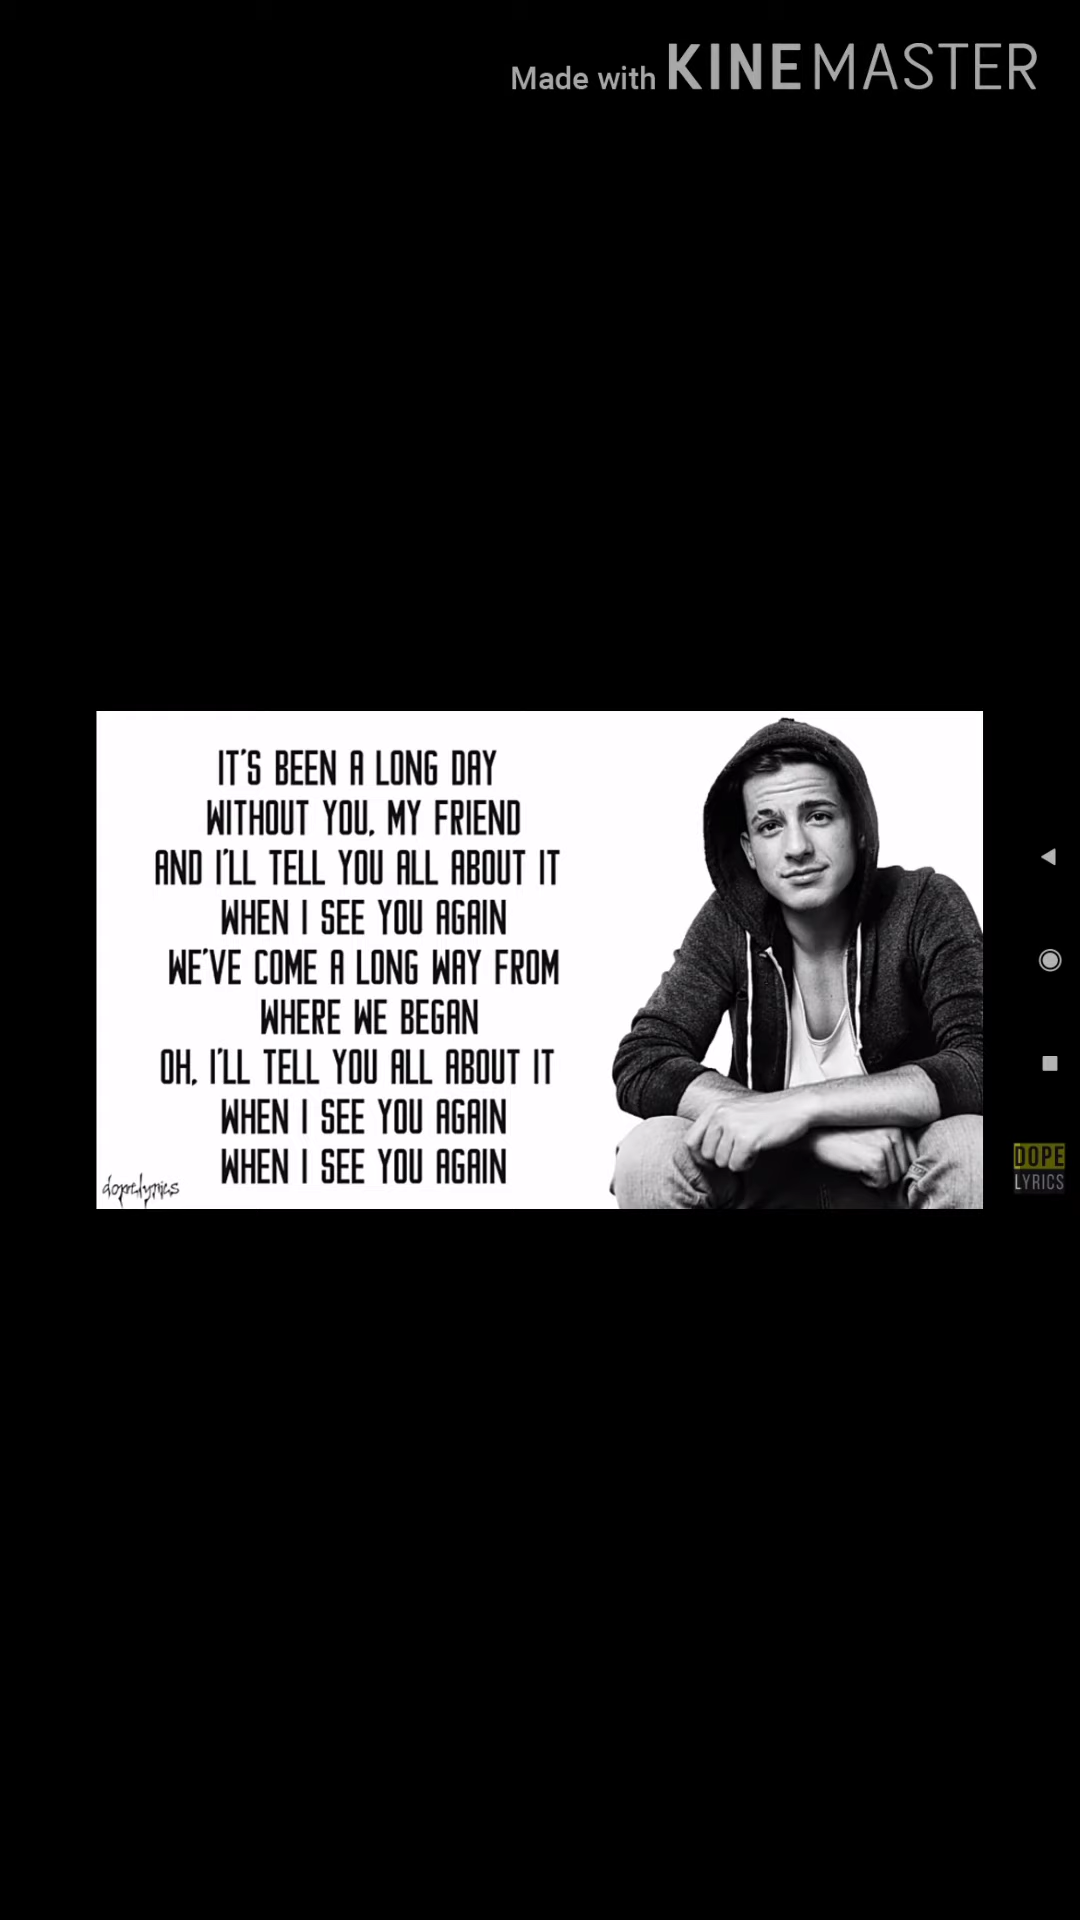 Made with KINEMASTER
IT'S BEEN A LONG DAY
WITHOUT YOU, MY FRIEND
AND I'LL TELL YOU ALL ABOUT IT
WHEN I SEE YOU AGAIN
WE'VE COME A LONG WAY FROM
WHERE WE BEGAN
OH, I'LL TELL YOU ALL ABOUT IT
WHEN I SEE YOU AGAIN
WHEN I SEE YOU AGAIN
dopelyrics
DOPE
LYRICS